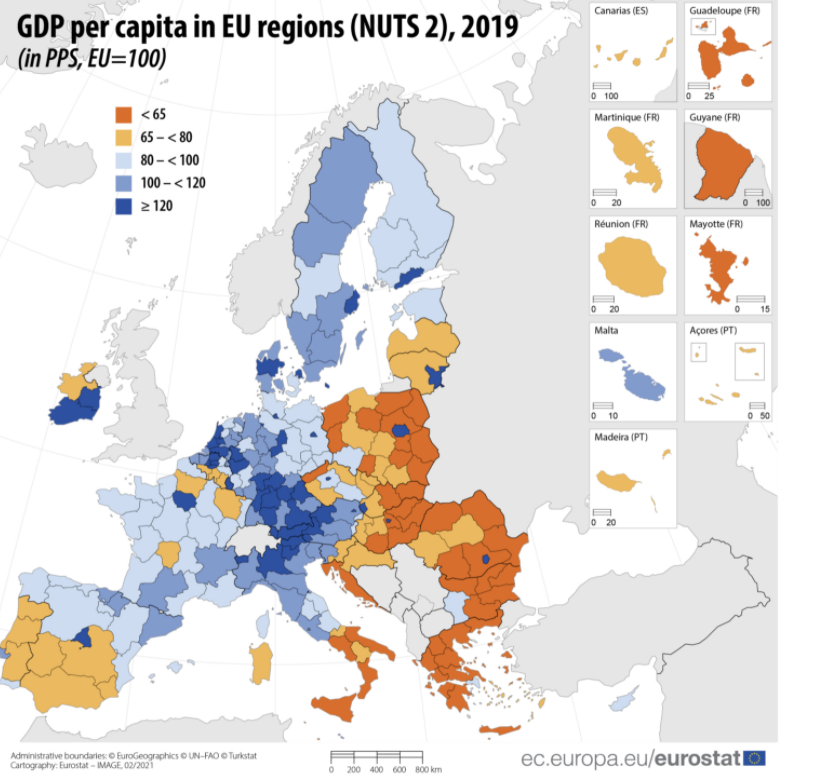 GDP per capita in EU regions (NUTS 2), 2019
(in PPS, EU=100)
< 65
65 – < 80
80 – < 100
100 – < 120
≥ 120
Canarias (ES)
0 100
Guadeloupe (FR)
0 25
Martinique (FR)
0 20
Guyane (FR)
0 100
Réunion (FR)
0 20
Mayotte (FR)
0 15
Malta
0 10
Açores (PT)
0 50
Madeira (PT)
0 20
Administrative boundaries: © EuroGeographics © UN–FAO © Turkstat
Cartography: Eurostat – IMAGE, 02/2021
0 200 400 600 800 km
ec.europa.eu/eurostat